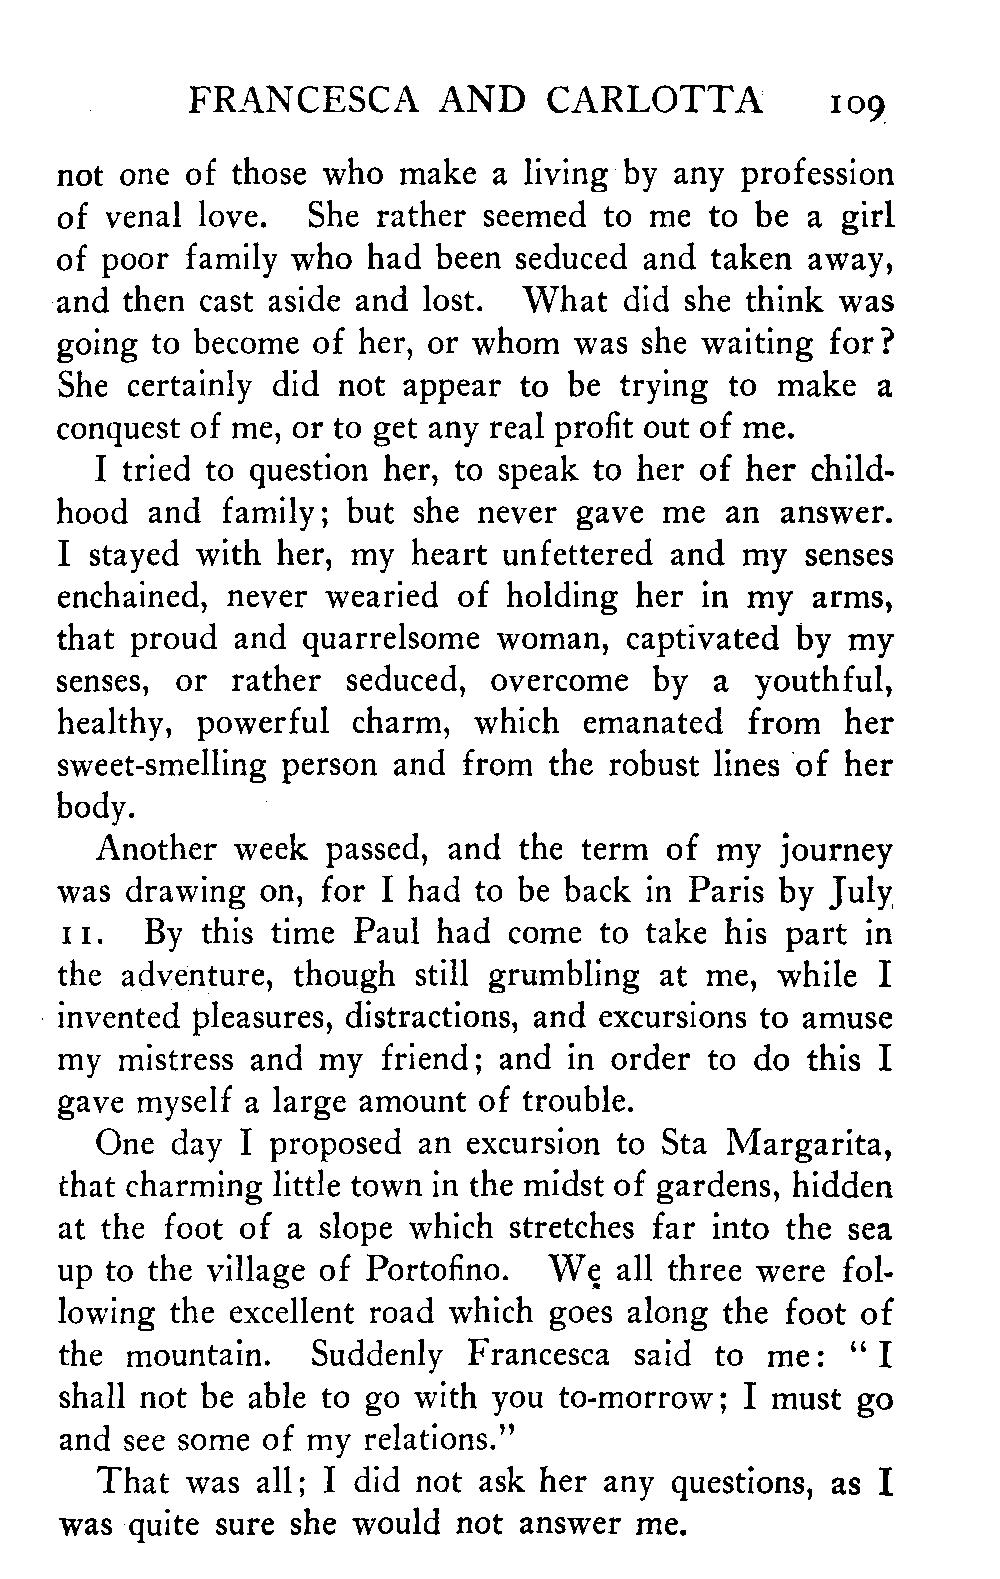 FRANCESCA AND CARLOTTA 109
not one of those who make a living by any profession
of venal love. She rather seemed to me to be a girl
of poor family who had been seduced and taken away,
and then cast aside and lost. What did she think was
going to become of her, or whom was she waiting for?
She certainly did not appear to be trying to make a
conquest of me, or to get any real profit out of me.
I tried to question her, to speak to her of her child-
hood and family; but she never gave me an answer.
I stayed with her, my heart unfettered and my senses
enchained, never wearied of holding her in my arms,
that proud and quarrelsome woman, captivated by my
senses, or rather seduced, overcome by a youthful,
healthy, powerful charm, which emanated from her
sweet-smelling person and from the robust lines of her
body.
Another week passed, and the term of my journey
was drawing on, for I had to be back in Paris by July
11. By this time Paul had come to take his part in
the adventure, though still grumbling at me, while I
invented pleasures, distractions, and excursions to amuse
my mistress and my friend; and in order to do this I
gave myself a large amount of trouble.
One day I proposed an excursion to Sta Margarita,
that charming little town in the midst of gardens, hidden
at the foot of a slope which stretches far into the sea
up to the village of Portofino. We all three were fol-
lowing the excellent road which goes along the foot of
the mountain. Suddenly Francesca said to me: “ I
shall not be able to go with you to-morrow; I must go
and see some of my relations.”
That was all; I did not ask her any questions, as I
was quite sure she would not answer me.